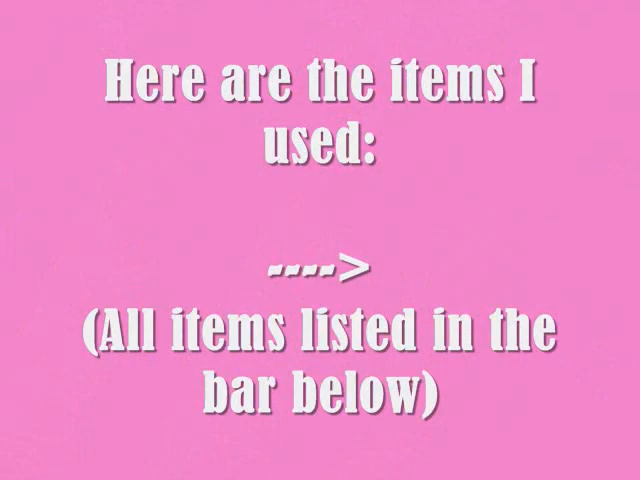 Here are the items I
used:
---->
(All items listed in the
bar below)